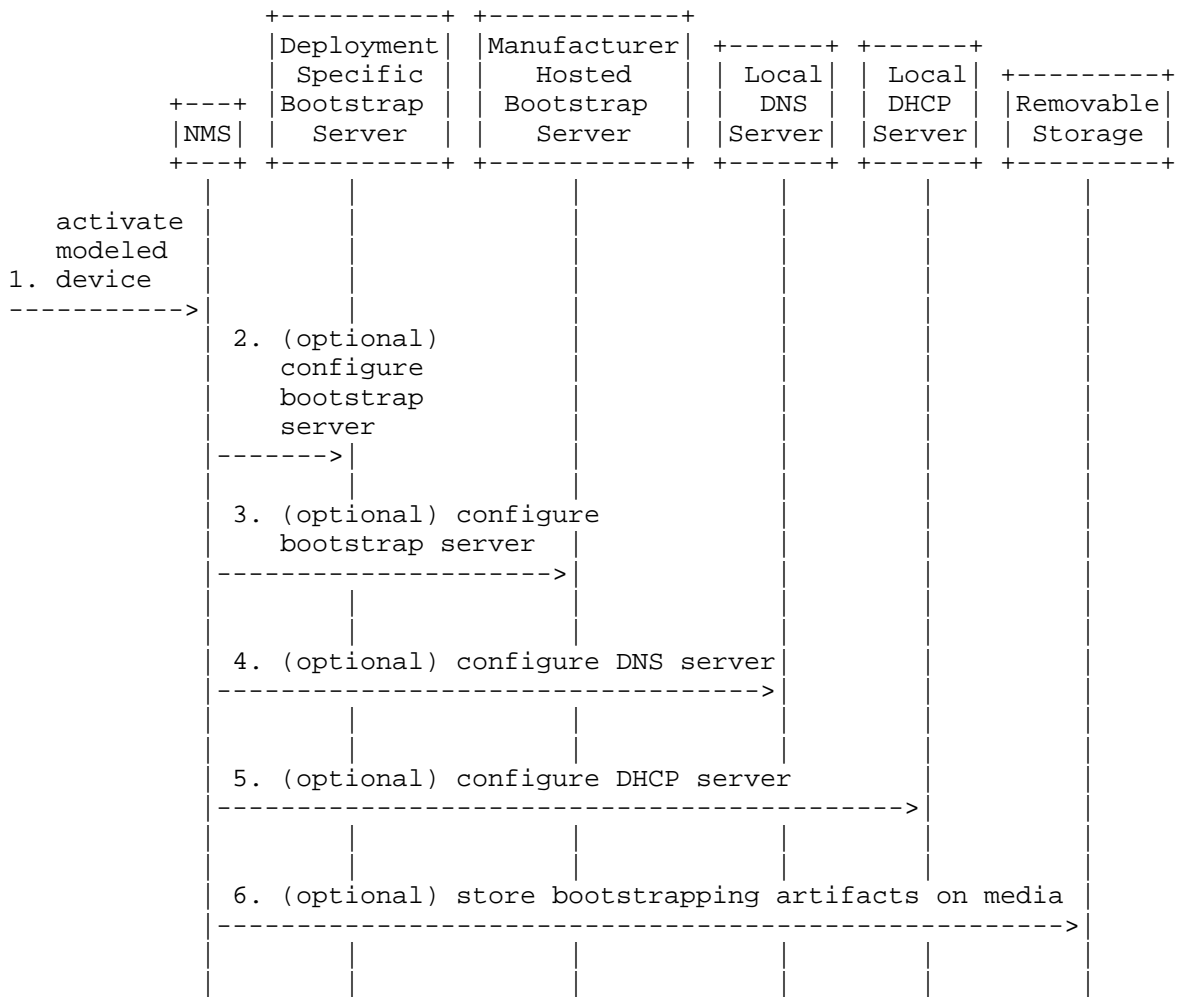 Deployment Manufacturer
Specific Hosted Local Local
Bootstrap Bootstrap DNS DHCP Removable
NMS Server Server Server Server Storage
activate
modeled
1. device
2. (optional)
configure
bootstrap
server
3. (optional) configure
bootstrap server
4. (optional) configure DNS server
5. (optional) configure DHCP server
6. (optional) store bootstrapping artifacts on media